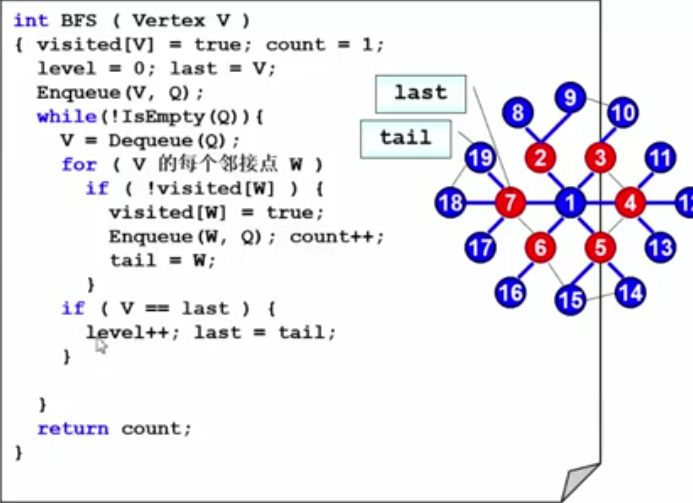 int BFS ( Vertex V )
{ visited[V] = true; count = 1;
level = 0; last = V;
Enqueue(V, Q);
while(!IsEmpty(Q)){
V = Dequeue(Q);
for ( V 的每个邻接点 W )
if ( !visited[W] ) {
visited[W] = true;
Enqueue(W, Q); count++;
tail = W;
}
if ( V == last ) {
level++; last = tail;
}
}
return count;
}
last
tail
9
8
10
19
2
3
11
18
7
1
4
17
6
5
13
16
15
14